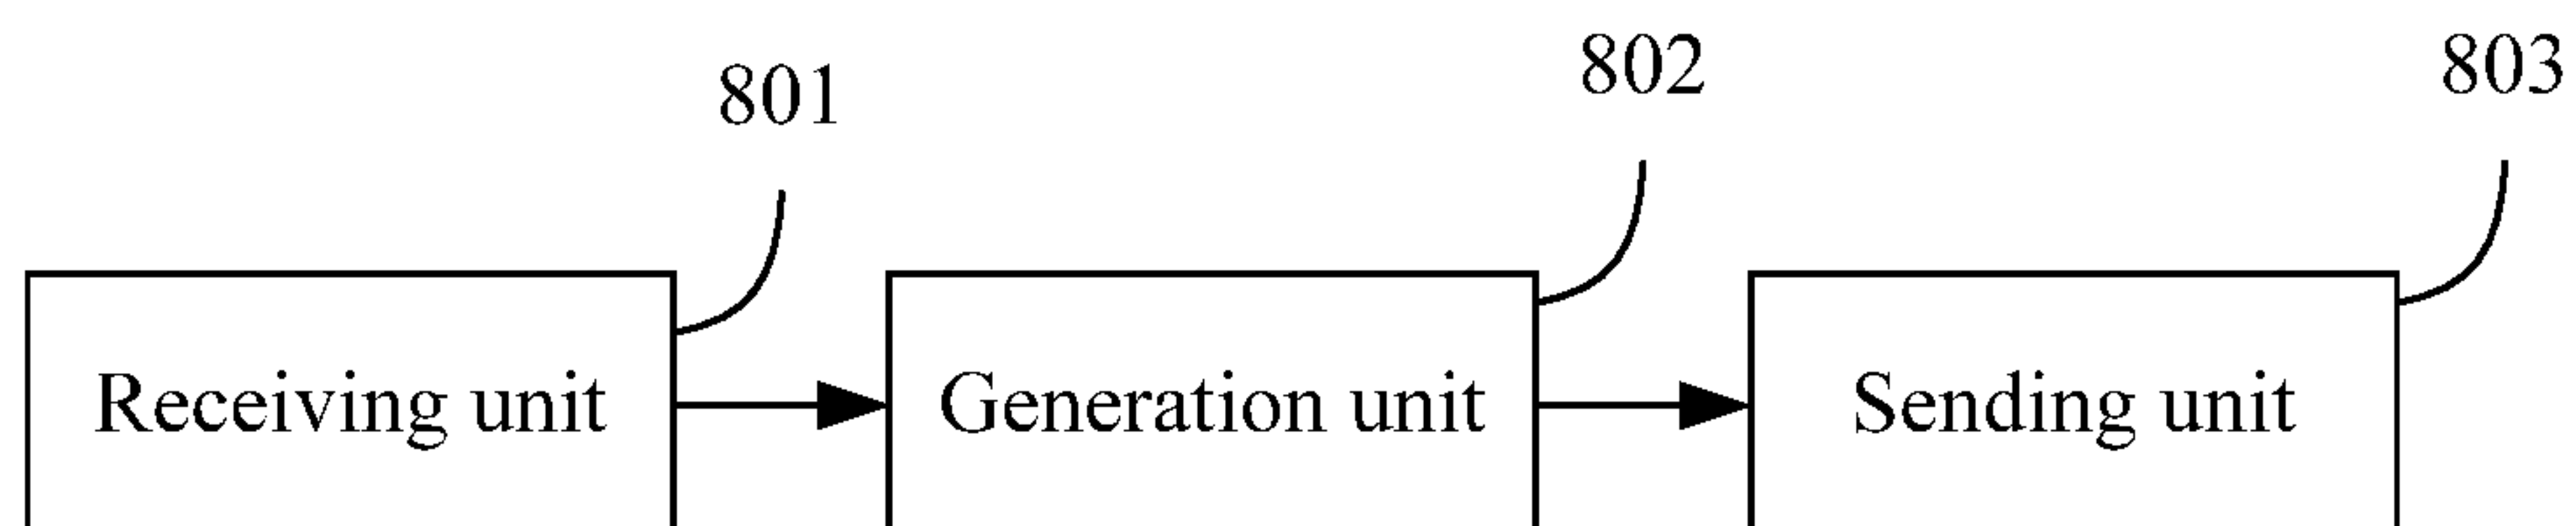 801
802
803
Receiving unit
Generation unit
Sending unit